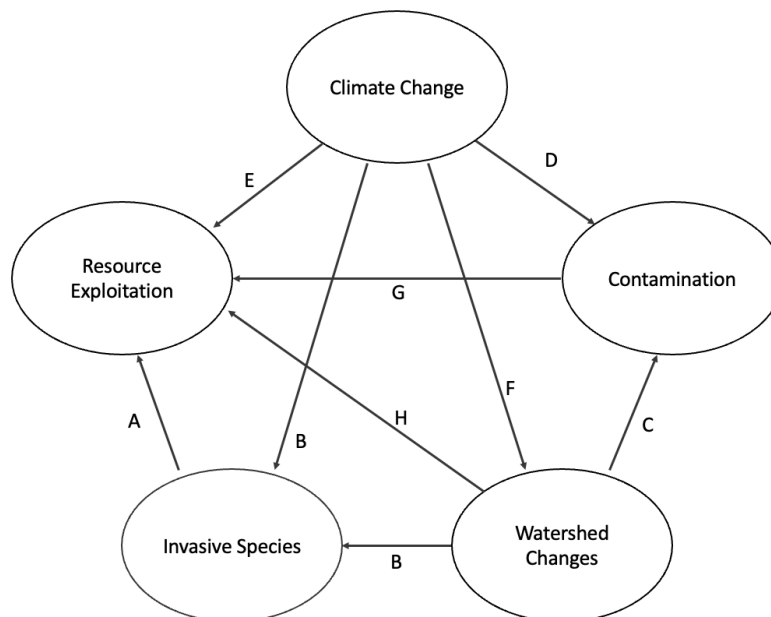 Climate Change
E
D
Resource
Exploitation
Contamination
G
A
B
H
F
C
Invasive Species
B
Watershed
Changes